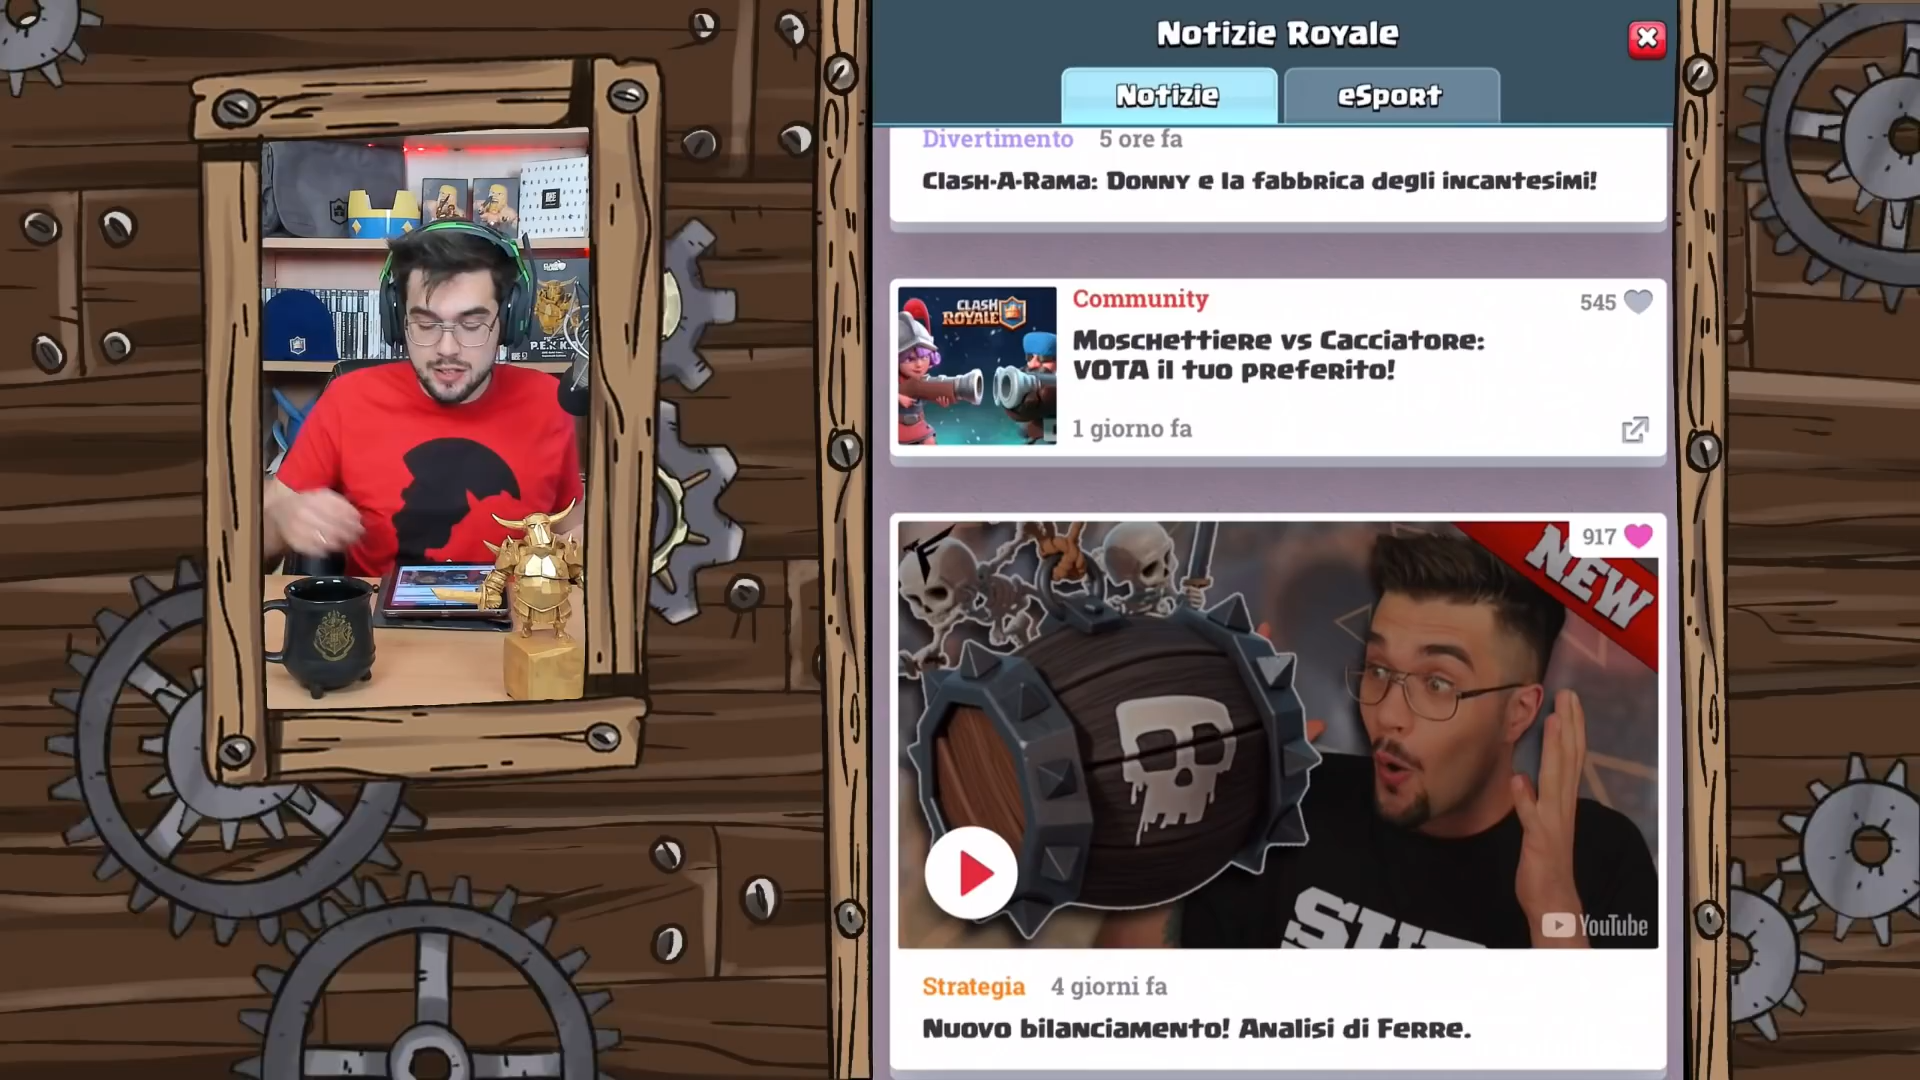 Notizie Royale
Notizie
eSport
Divertimento 5 ore fa
Clash-A-Rama: Donny e la fabbrica degli incantesimi!
CLASH
ROYALE
Community
545
Moschettiere vs Cacciatore:
VOTA il tuo preferito!
1 giorno fa
917
NEW
YouTube
Strategia 4 giorni fa
Nuovo bilanciamento! Analisi di Ferre.